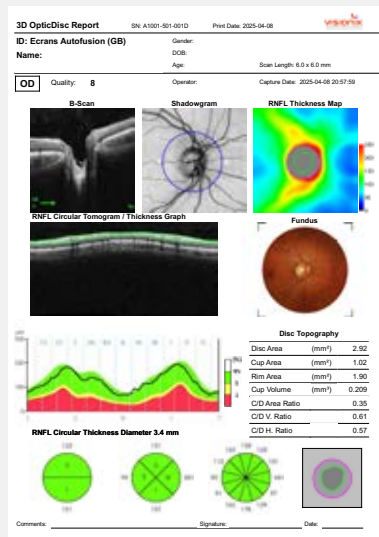 3D OpticDisc Report SN: A1001-501-001D Print Date: 2025-04-08 visionix
ID: Ecrans Autofusion (GB) Gender:
Name: DOB:
Age: Scan Length: 6.0 x 6.0 mm
OD Quality: 8 Operator: Capture Date: 2025-04-08 20:57:59
B-Scan Shadowgram RNFL Thickness Map
RNFL Circular Tomogram / Thickness Graph Fundus
Disc Topography
Disc Area (mm²) 2.92
Cup Area (mm²) 1.02
Rim Area (mm²) 1.90
Cup Volume (mm³) 0.209
C/D Area Ratio 0.35
C/D V. Ratio 0.61
C/D H. Ratio 0.57
RNFL Circular Thickness Diameter 3.4 mm
Comments: Signature: Date: